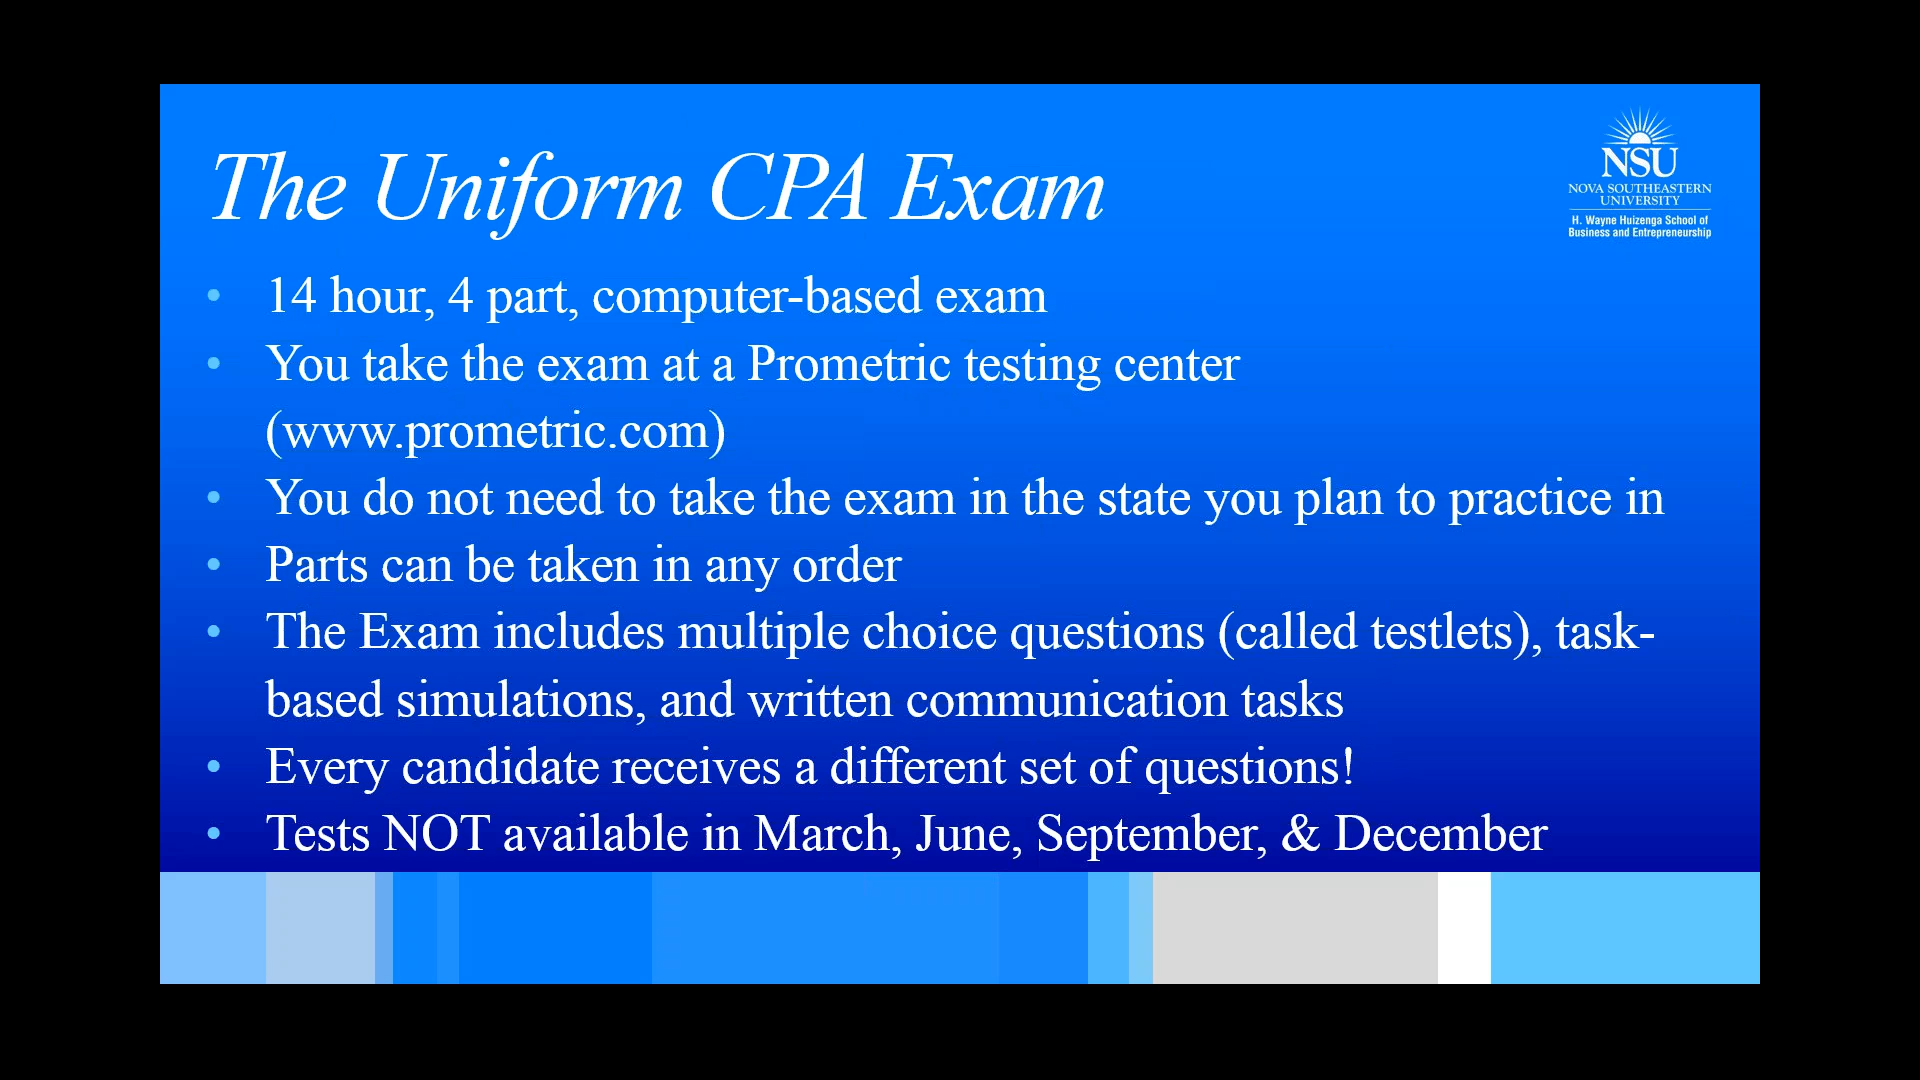 The Uniform CPA Exam
NSU
NOVA SOUTHEASTERN
UNIVERSITY
H. Wayne Huizenga School of
Business and Entrepreneurship
• 14 hour, 4 part, computer-based exam
• You take the exam at a Prometric testing center
(www.prometric.com)
• You do not need to take the exam in the state you plan to practice in
• Parts can be taken in any order
• The Exam includes multiple choice questions (called testlets), task-
based simulations, and written communication tasks
• Every candidate receives a different set of questions!
• Tests NOT available in March, June, September, & December